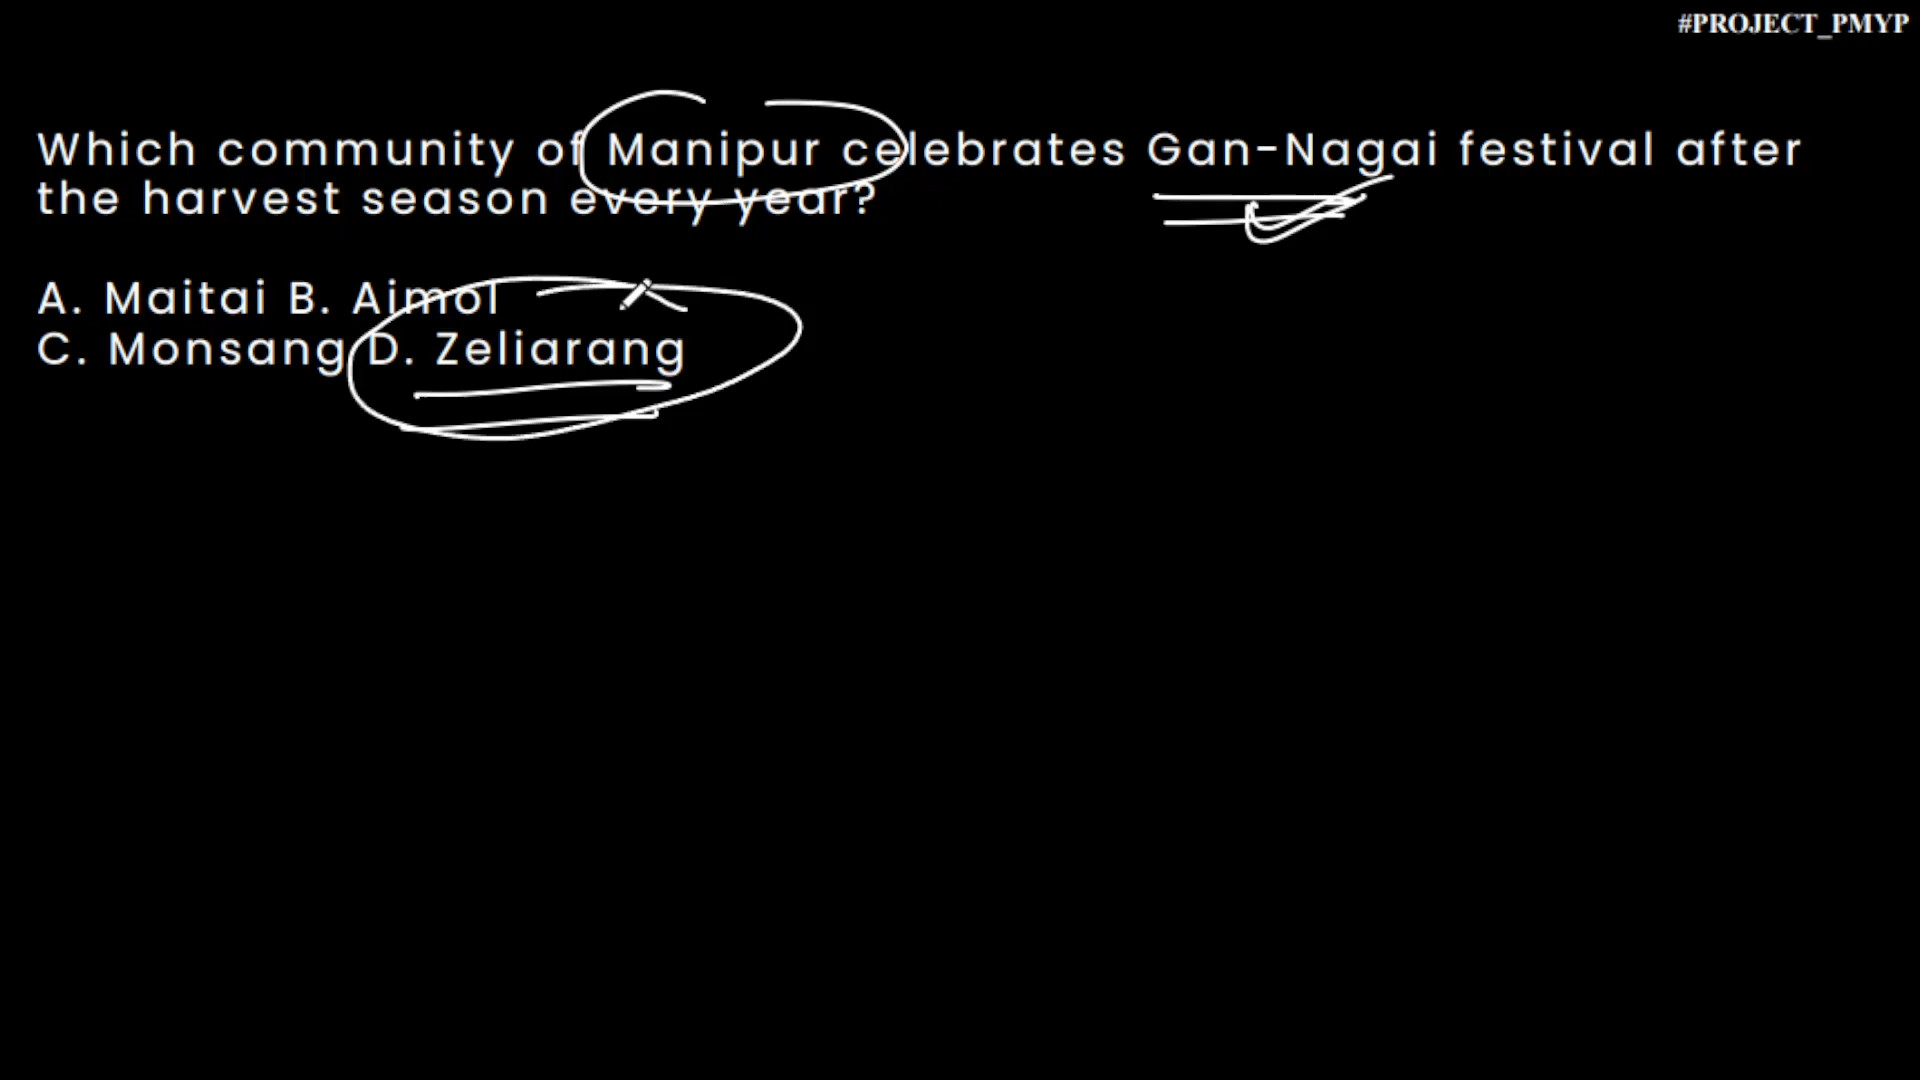 #PROJECT_PMYP
Which community of Manipur celebrates Gan-Nagai festival after
the harvest season every year?
A. Maitai B. Aimol
C. Monsang D. Zeliarang